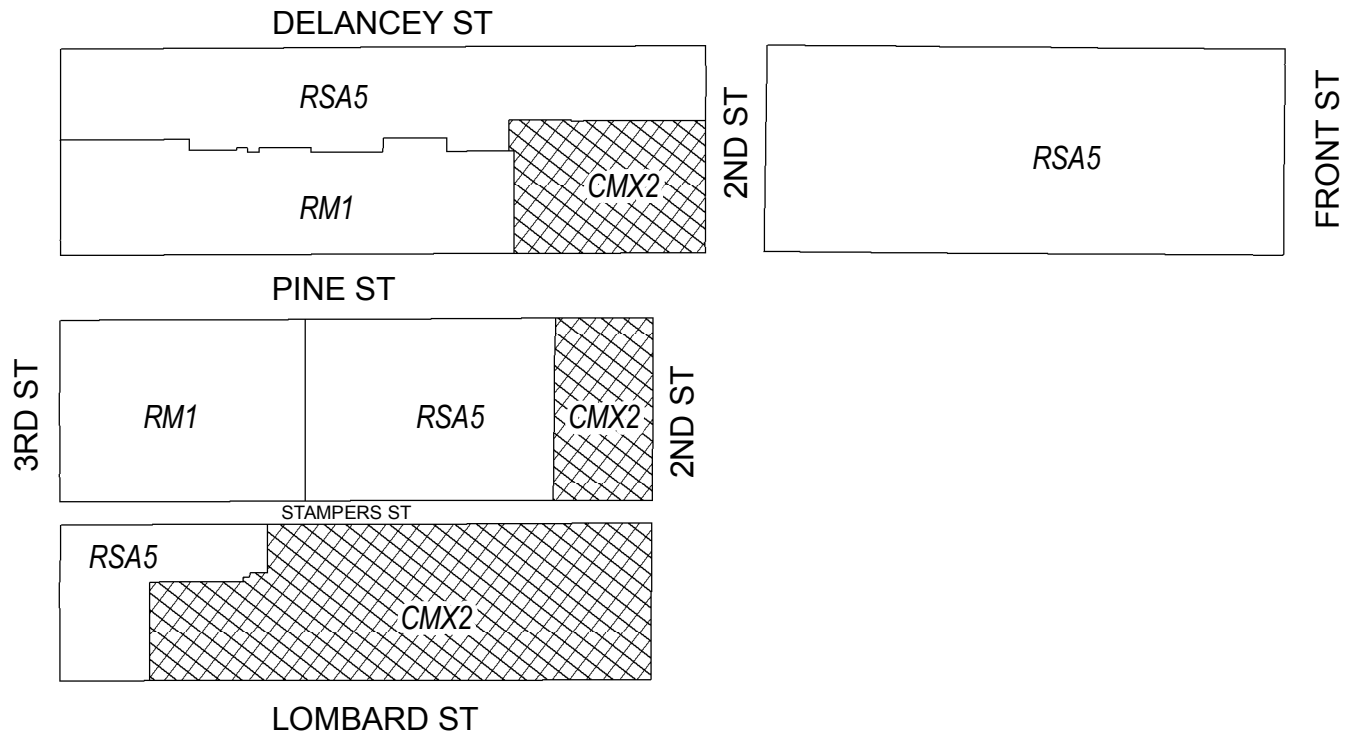 DELANCEY ST
RSA5
2ND ST
RSA5
FRONT ST
CMX2
RM1
PINE ST
3RD ST
RM1
RSA5
CMX2
2ND ST
STAMPERS ST
RSA5
CMX2
LOMBARD ST